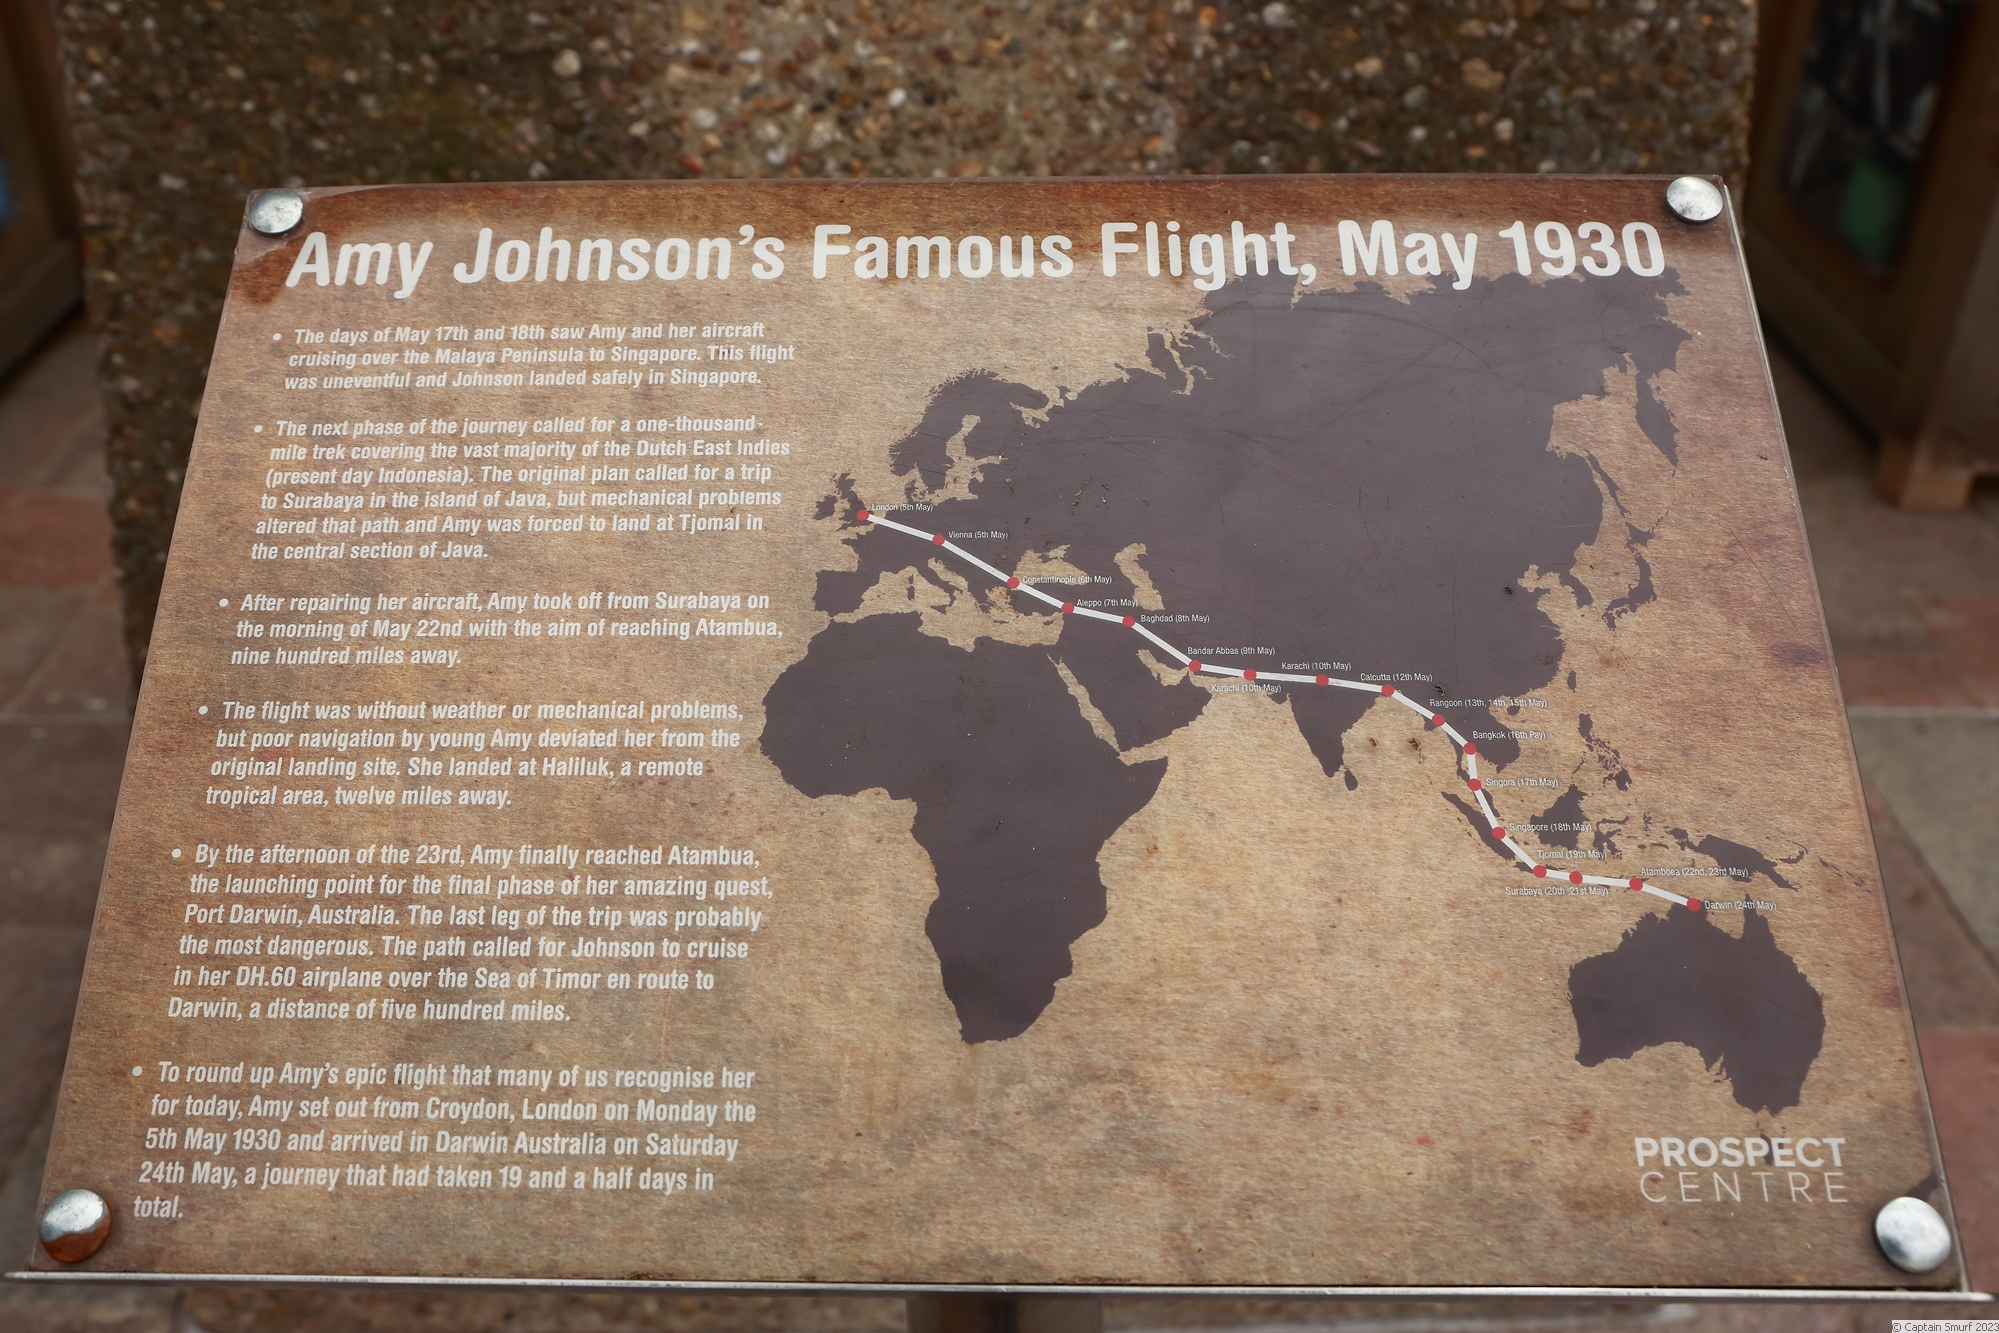 Amy Johnson's Famous Flight, May 1930
• The days of May 17th and 18th saw Amy and her aircraft
cruising over the Malaya Peninsula to Singapore. This flight
was uneventful and Johnson landed safely in Singapore.
• The next phase of the journey called for a one-thousand-
mile trek covering the vast majority of the Dutch East Indies
(present day Indonesia). The original plan called for a trip
to Surabaya in the island of Java, but mechanical problems
altered that path and Amy was forced to land at Tjomal in
the central section of Java.
• After repairing her aircraft, Amy took off from Surabaya on
the morning of May 22nd with the aim of reaching Atambua,
nine hundred miles away.
• The flight was without weather or mechanical problems,
but poor navigation by young Amy deviated her from the
original landing site. She landed at Haliluk, a remote
tropical area, twelve miles away.
• By the afternoon of the 23rd, Amy finally reached Atambua,
the launching point for the final phase of her amazing quest,
Port Darwin, Australia. The last leg of the trip was probably
the most dangerous. The path called for Johnson to cruise
in her DH.60 airplane over the Sea of Timor en route to
Darwin, a distance of five hundred miles.
• To round up Amy's epic flight that many of us recognise her
for today, Amy set out from Croydon, London on Monday the
5th May 1930 and arrived in Darwin Australia on Saturday
24th May, a journey that had taken 19 and a half days in
total.
London (5th May)
Vienna (5th May)
Constantinople (6th May)
Aleppo (7th May)
Baghdad (8th May)
Bandar Abbas (9th May)
Karachi (10th May)
Karachi (10th May)
Calcutta (12th May)
Rangoon (13th, 14th, 15th May)
Bangkok (16th Pay)
Singora (17th May)
Singapore (18th May)
Tjomal (19th May)
Surabaya (20th, 21st May)
Atamboea (22nd, 23rd May)
Darwin (24th May)
PROSPECT
CENTRE
© Captain Smurf 2023